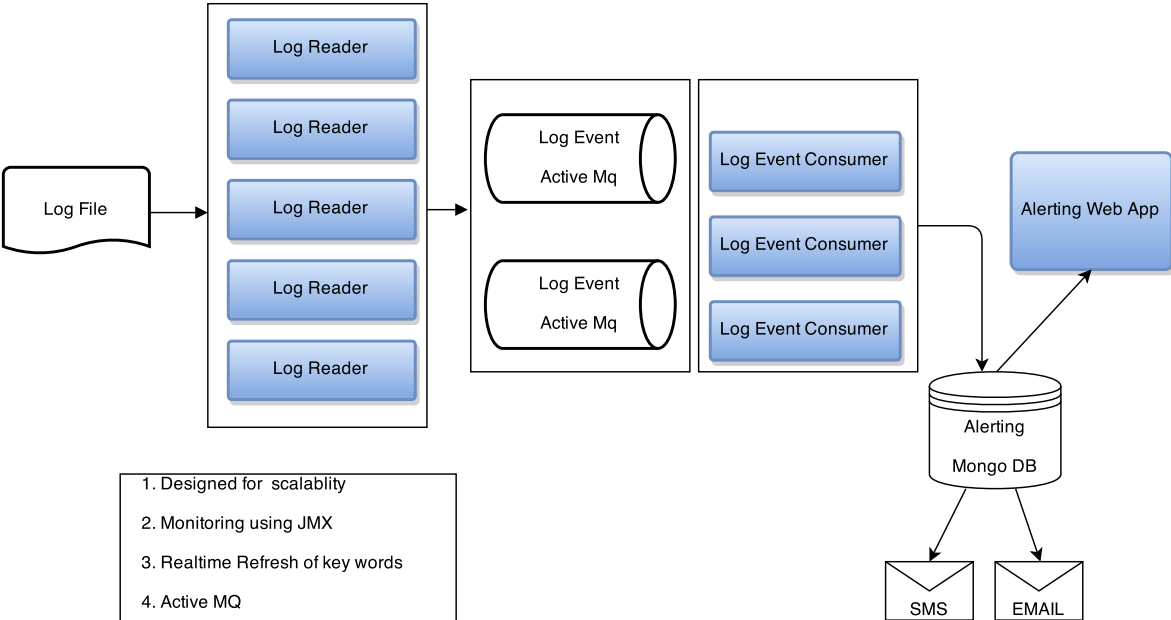 Log File
Log Reader
Log Reader
Log Reader
Log Reader
Log Reader
Log Event
Active Mq
Log Event
Active Mq
Log Event Consumer
Log Event Consumer
Log Event Consumer
Alerting Web App
Alerting
Mongo DB
SMS
EMAIL
1. Designed for  scalablity
2. Monitoring using JMX
3. Realtime Refresh of key words
4. Active MQ